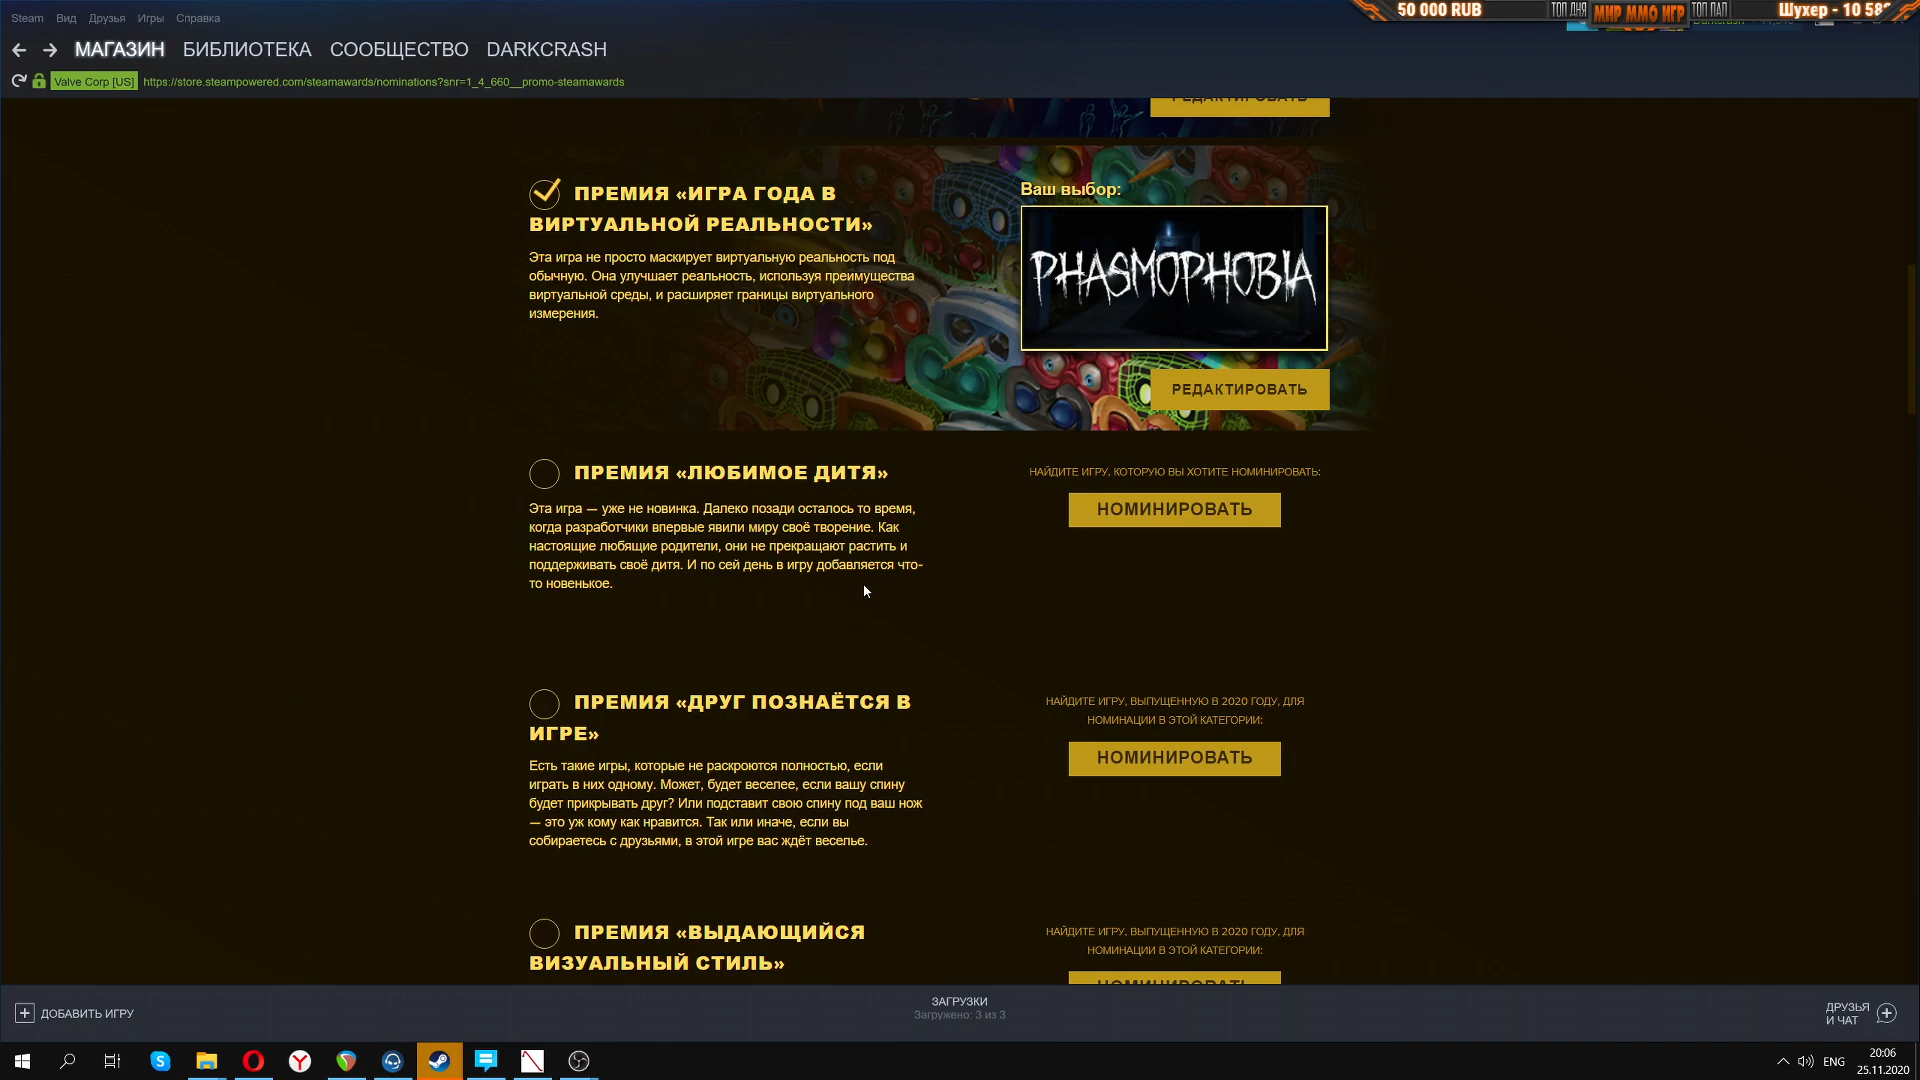 Steam Вид Друзья Игры Справка
50 000 RUB ТОП ДНЯ МИР ММО ИГР ТОП ПАП Шухер - 10 58
МАГАЗИН БИБЛИОТЕКА СООБЩЕСТВО DARKCRASH
Valve Corp [US] https://store.steampowered.com/steamawards/nominations?snr=1_4_660__promo-steamawards
РЕДАКТИРОВАТЬ
ПРЕМИЯ «ИГРА ГОДА В
ВИРТУАЛЬНОЙ РЕАЛЬНОСТИ»
Эта игра не просто маскирует виртуальную реальность под
обычную. Она улучшает реальность, используя преимущества
виртуальной среды, и расширяет границы виртуального
измерения.
Ваш выбор:
PHASMOPHOBIA
РЕДАКТИРОВАТЬ
ПРЕМИЯ «ЛЮБИМОЕ ДИТЯ»
Эта игра — уже не новинка. Далеко позади осталось то время,
когда разработчики впервые явили миру своё творение. Как
настоящие любящие родители, они не прекращают растить и
поддерживать своё дитя. И по сей день в игру добавляется что-
то новенькое.
НАЙДИТЕ ИГРУ, КОТОРУЮ ВЫ ХОТИТЕ НОМИНИРОВАТЬ:
НОМИНИРОВАТЬ
ПРЕМИЯ «ДРУГ ПОЗНАЁТСЯ В
ИГРЕ»
Есть такие игры, которые не раскроются полностью, если
играть в них одному. Может, будет веселее, если вашу спину
будет прикрывать друг? Или подставит свою спину под ваш нож
— это уж кому как нравится. Так или иначе, если вы
собираетесь с друзьями, в этой игре вас ждёт веселье.
НАЙДИТЕ ИГРУ, ВЫПУЩЕННУЮ В 2020 ГОДУ, ДЛЯ
НОМИНАЦИИ В ЭТОЙ КАТЕГОРИИ:
НОМИНИРОВАТЬ
ПРЕМИЯ «ВЫДАЮЩИЙСЯ
ВИЗУАЛЬНЫЙ СТИЛЬ»
НАЙДИТЕ ИГРУ, ВЫПУЩЕННУЮ В 2020 ГОДУ, ДЛЯ
НОМИНАЦИИ В ЭТОЙ КАТЕГОРИИ:
НОМИНИРОВАТЬ
ДОБАВИТЬ ИГРУ
ЗАГРУЗКИ
Загружено: 3 из 3
ДРУЗЬЯ
И ЧАТ
ENG
20:06
25.11.2020